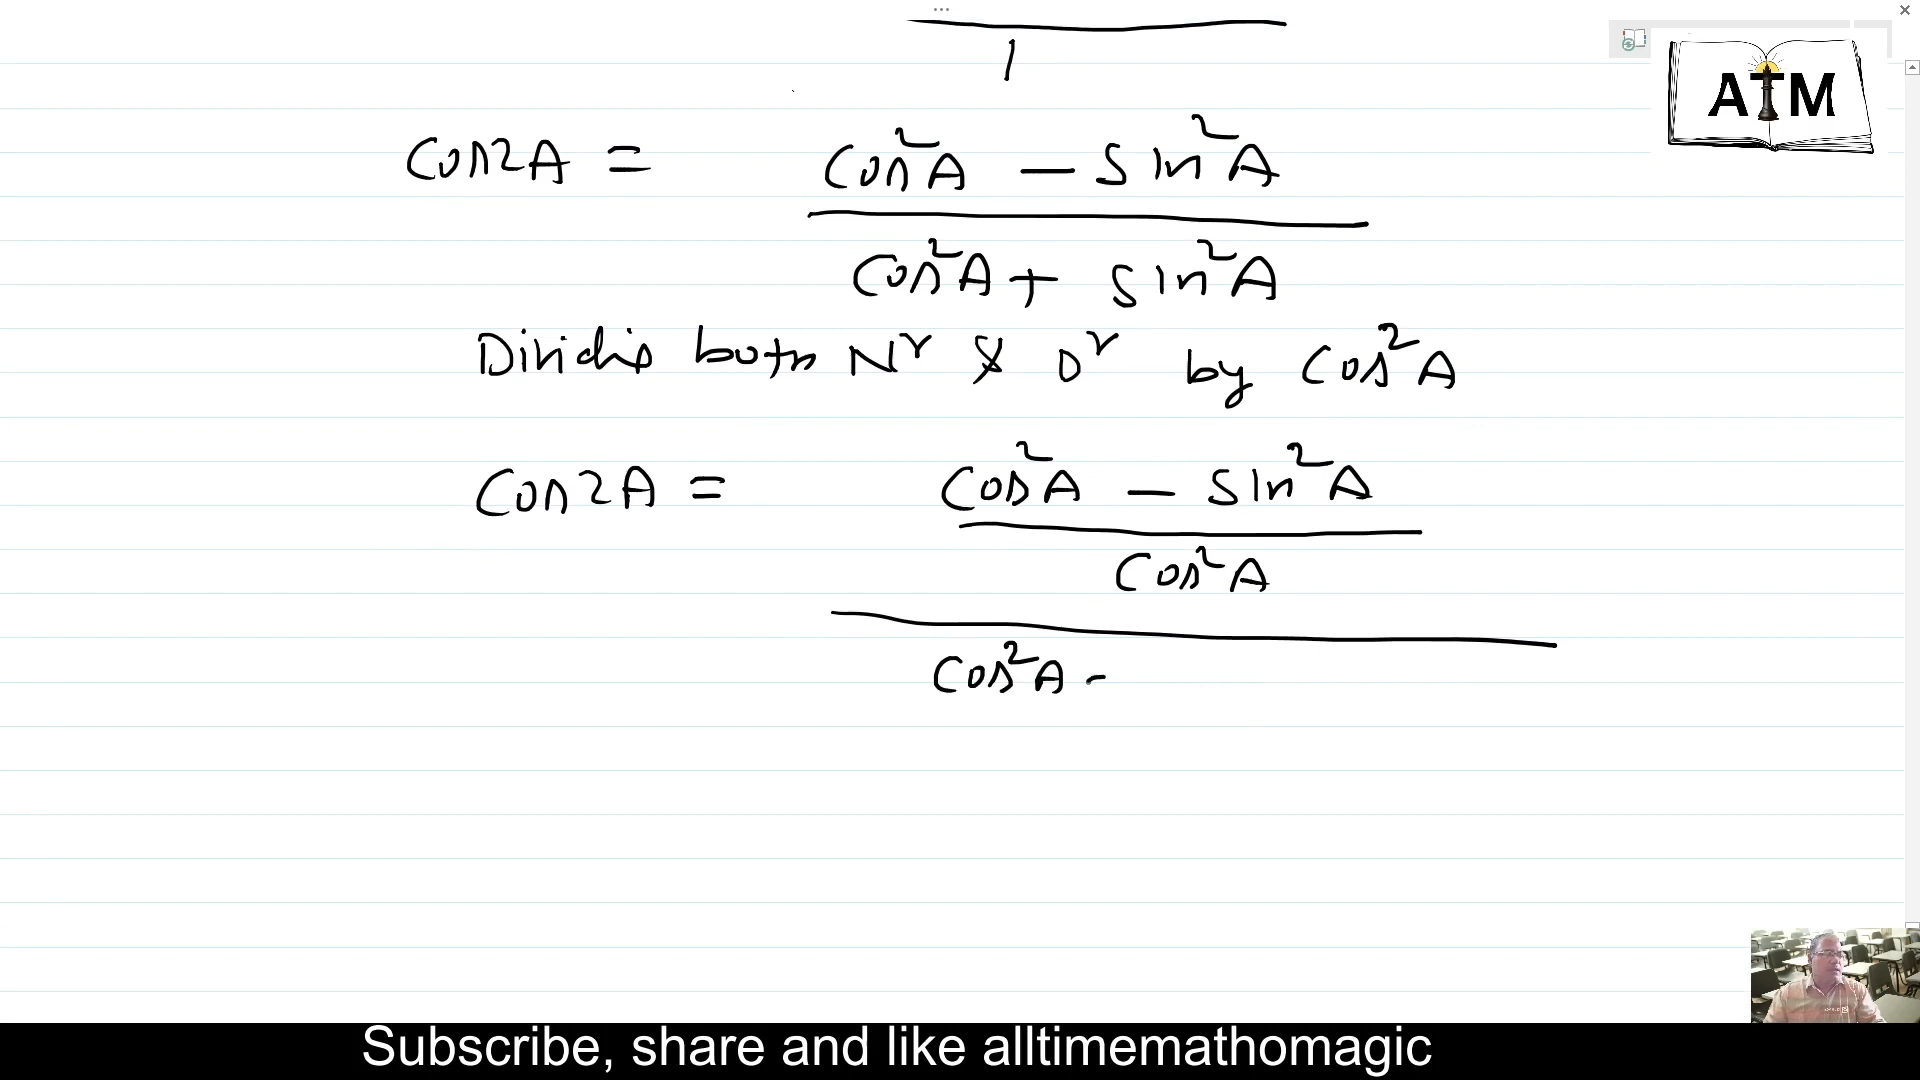 1
Cos2A = Cos²A - Sin²A
Cos²A + Sin²A
Dividing both Nʳ & Dʳ by Cos²A
Cos2A = Cos²A - Sin²A
Cos²A
Cos²A -
ATM
Subscribe, share and like alltimemathomagic